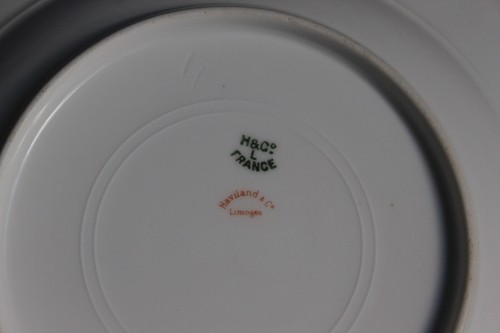 H&Co
L
FRANCE
Haviland & Co
Limoges